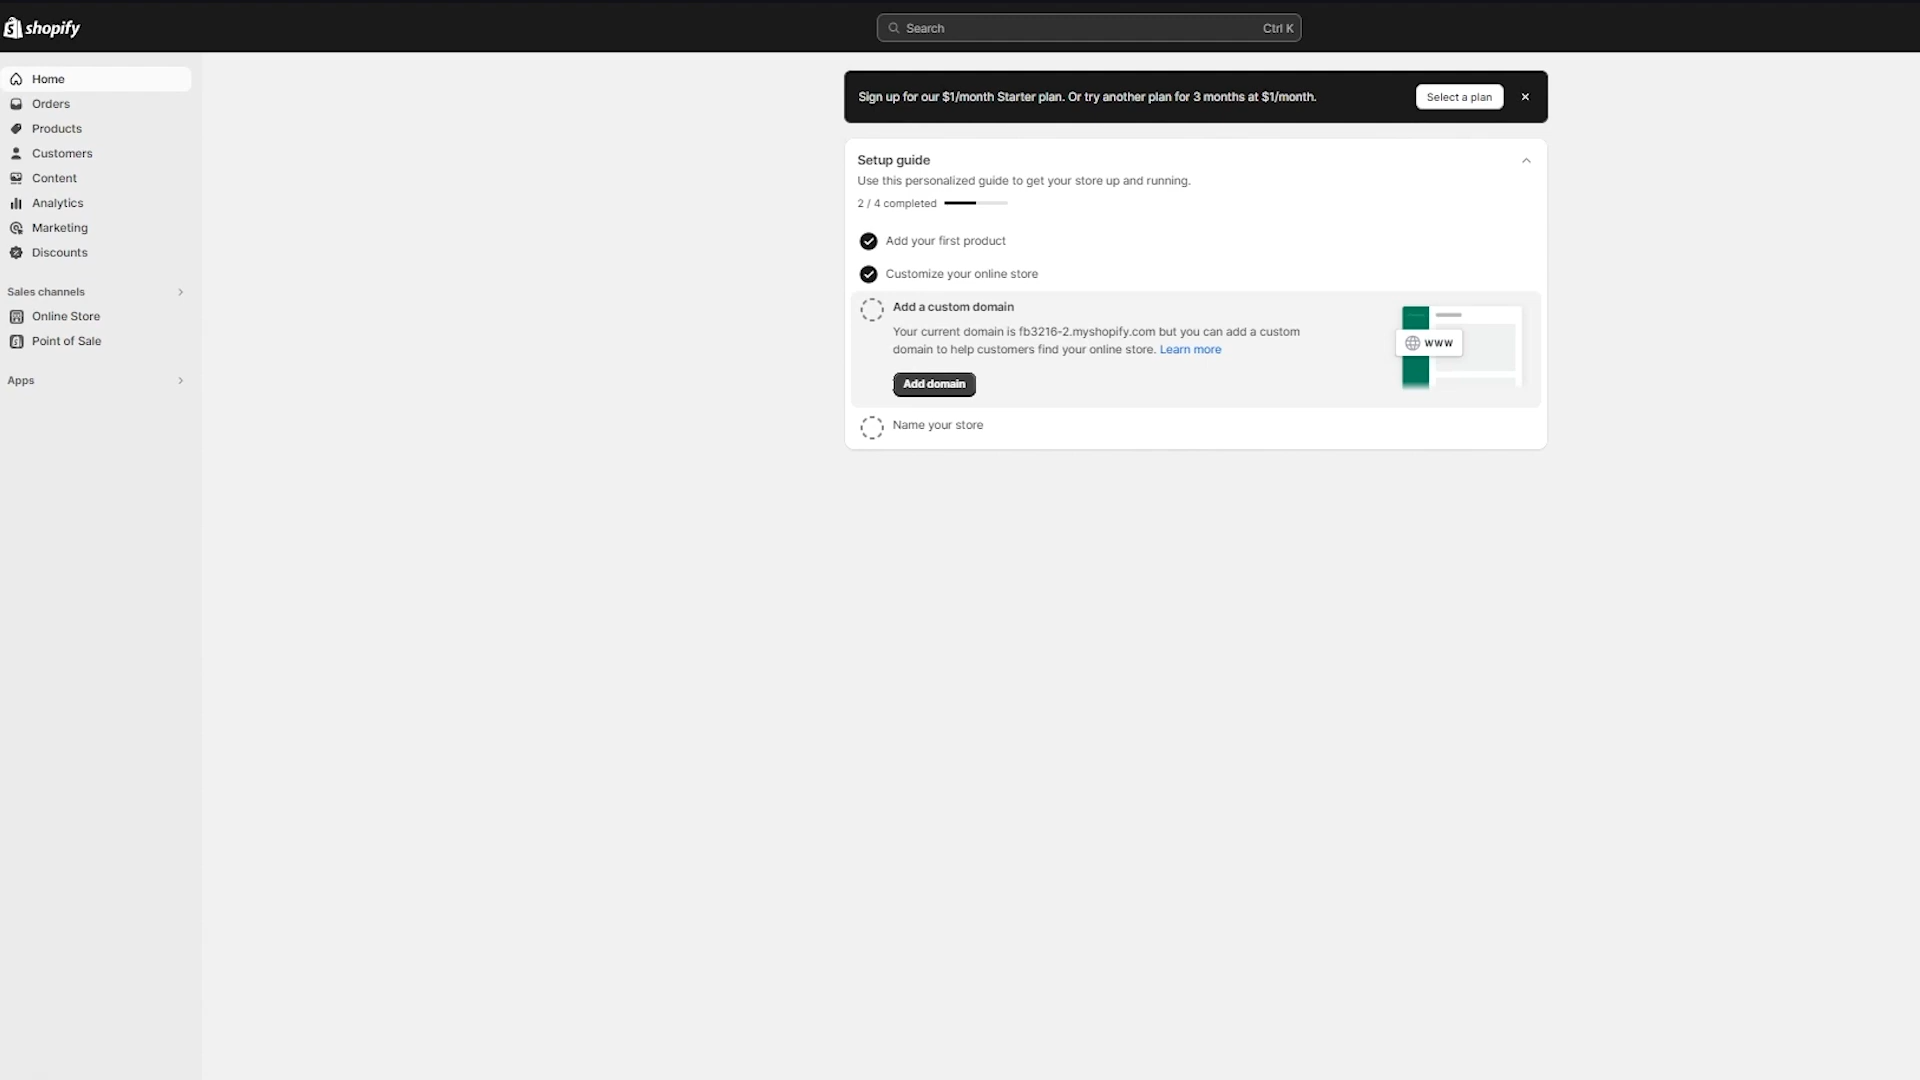 shopify
Search
Ctrl K
Home
Orders
Products
Customers
Content
Analytics
Marketing
Discounts
Sales channels
Online Store
Point of Sale
Apps
Sign up for our $1/month Starter plan. Or try another plan for 3 months at $1/month.
Select a plan
Setup guide
Use this personalized guide to get your store up and running.
2 / 4 completed
Add your first product
Customize your online store
Add a custom domain
Your current domain is fb3216-2.myshopify.com but you can add a custom
domain to help customers find your online store. Learn more
www
Add domain
Name your store